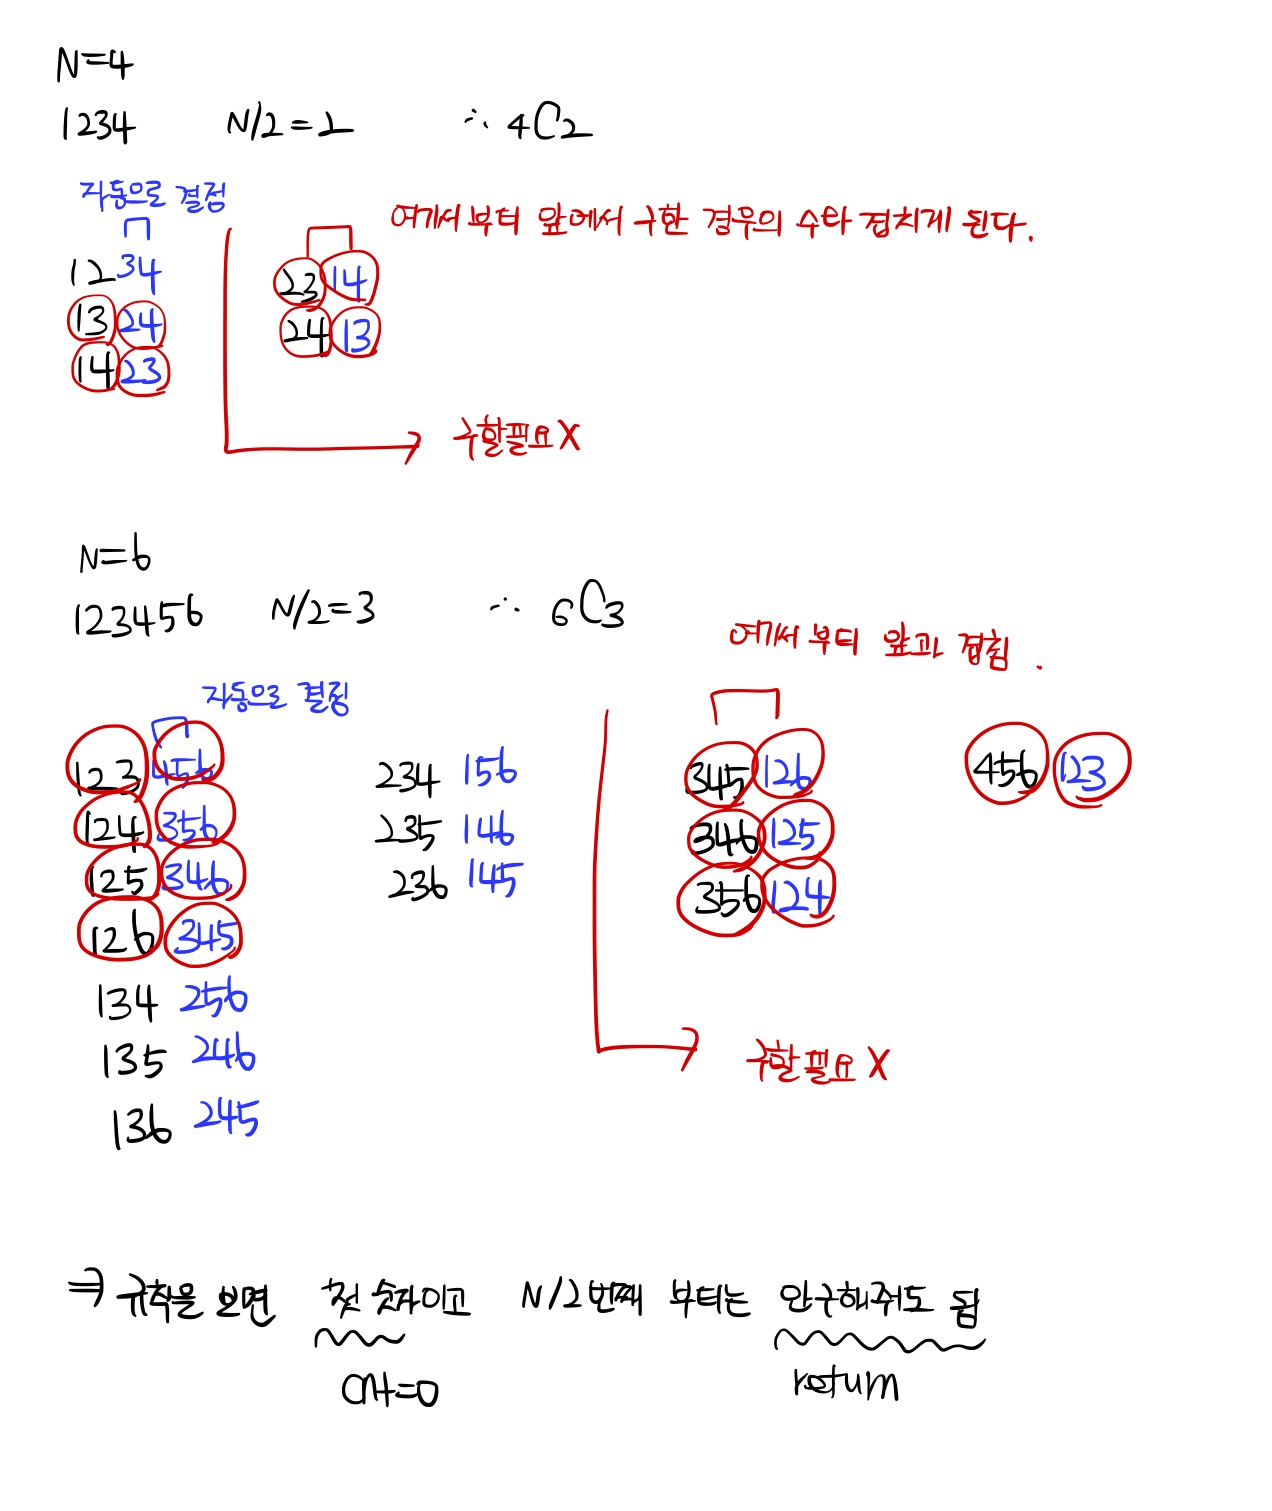 N=4
1234 N/2=2 ∴ 4C2
자동으로 결정
여기서부터 앞에서 구한 경우의 수타 겹치게 된다.
12 34
13 24
14 23
23 14
24 13
구할필요X
N=6
123456 N/2=3 ∴ 6C3
여기서부터 앞과 겹침.
자동으로 결정
123 456 234 156 345 126 456 123
124 356 235 146 346 125
125 346 236 145 356 124
126 345
134 256
135 246
136 245
구할필요X
⇒ 규칙을 보면 첫 숫자이고 N/2번째 부터는 안구해줘도 됨
cnt=0 return